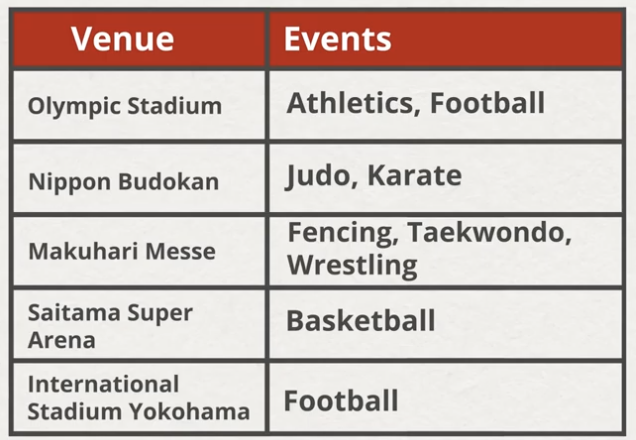 Venue Events
Olympic Stadium Athletics, Football
Nippon Budokan Judo, Karate
Makuhari Messe Fencing, Taekwondo,
Wrestling
Saitama Super
Arena Basketball
International
Stadium Yokohama Football